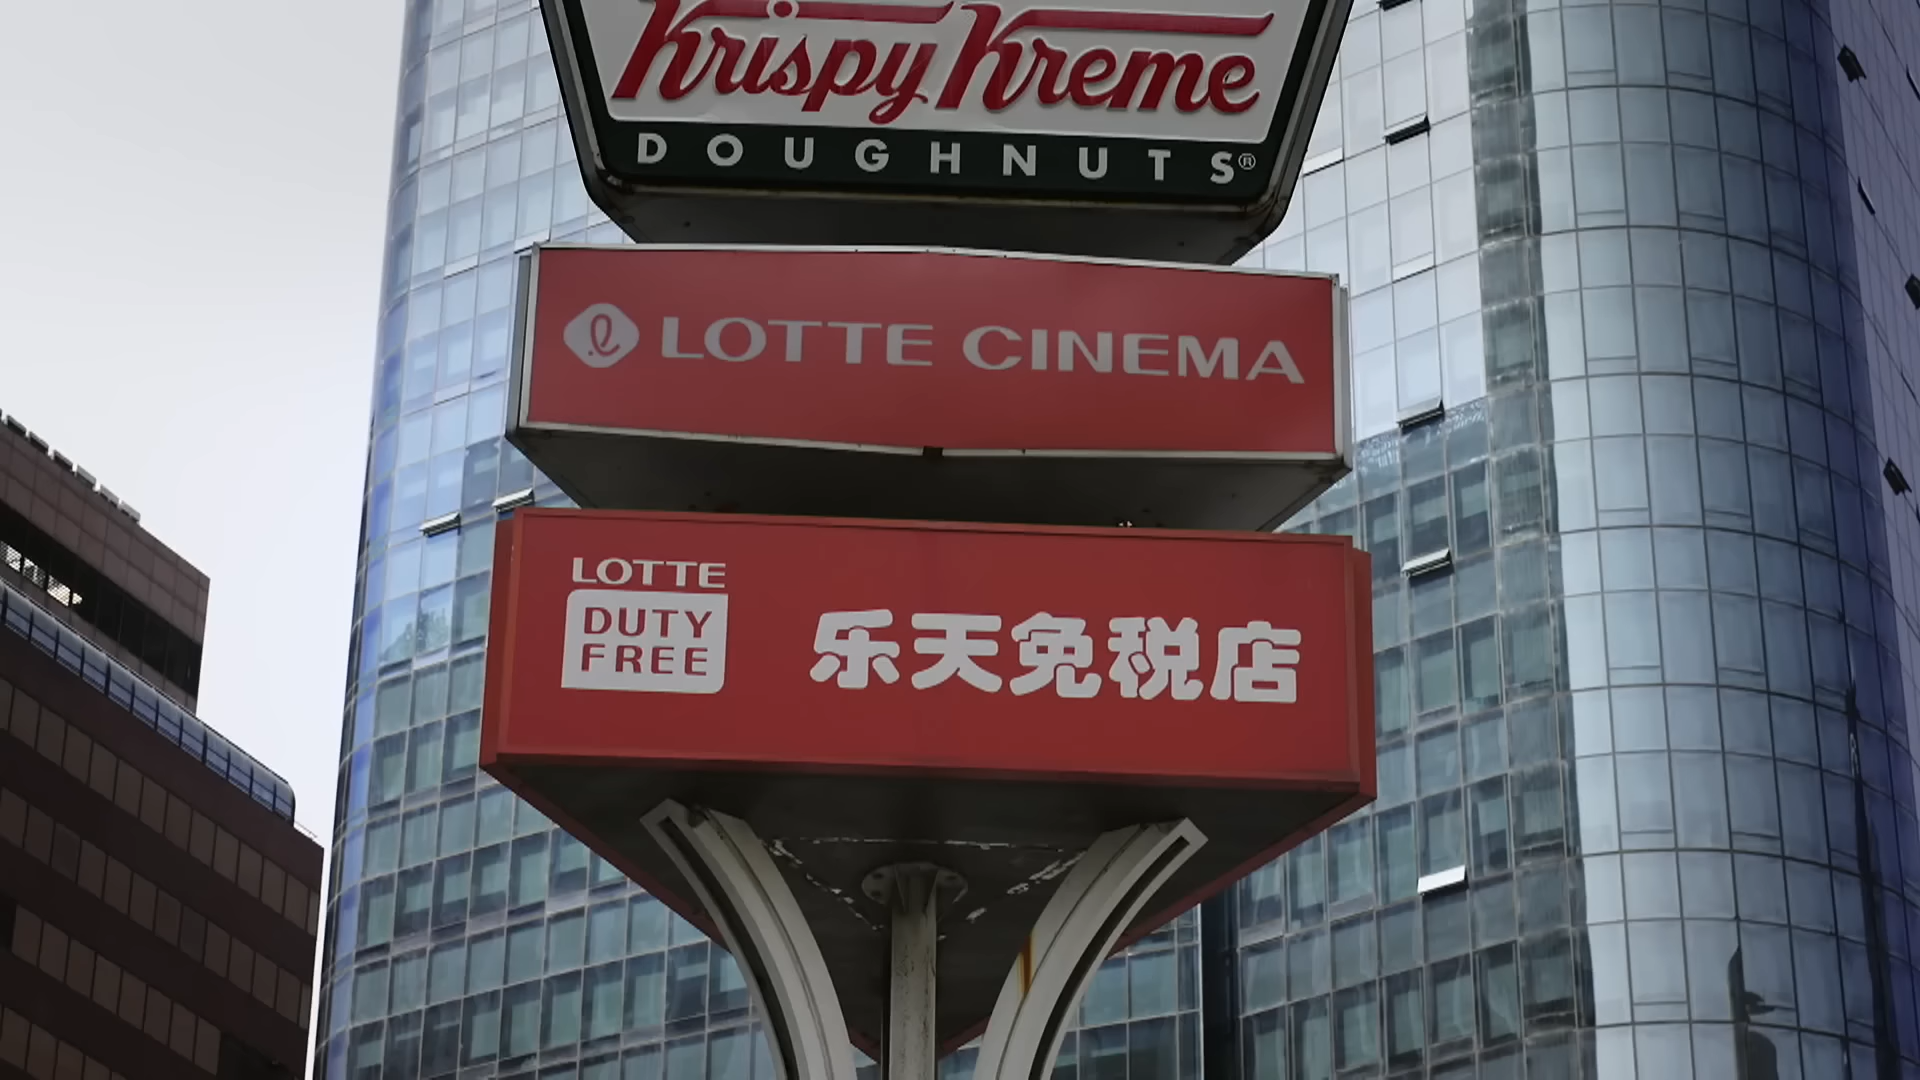 Krispy Kreme
DOUGHNUTS®
LOTTE CINEMA
LOTTE
DUTY
FREE
乐天免税店